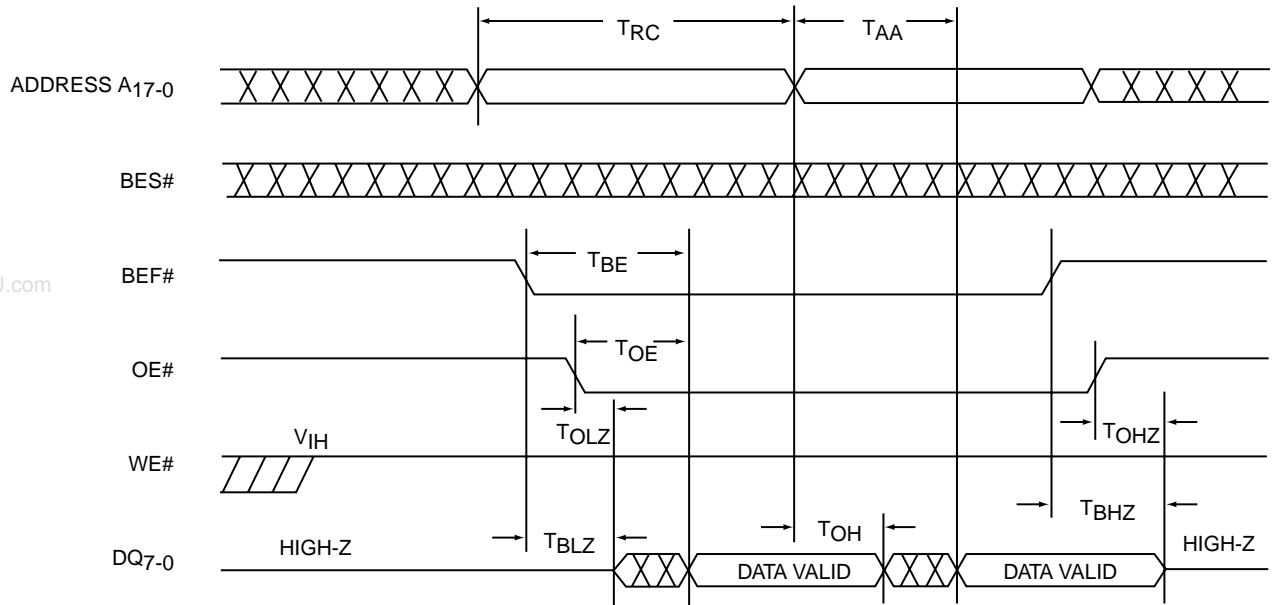 TRC TAA
ADDRESS A17-0
BES#
TBE
BEF#
J.com
TOE
OE#
TOLZ TOHZ
VIH
WE#
TBHZ
TOH
HIGH-Z TBLZ HIGH-Z
DQ7-0
DATA VALID DATA VALID